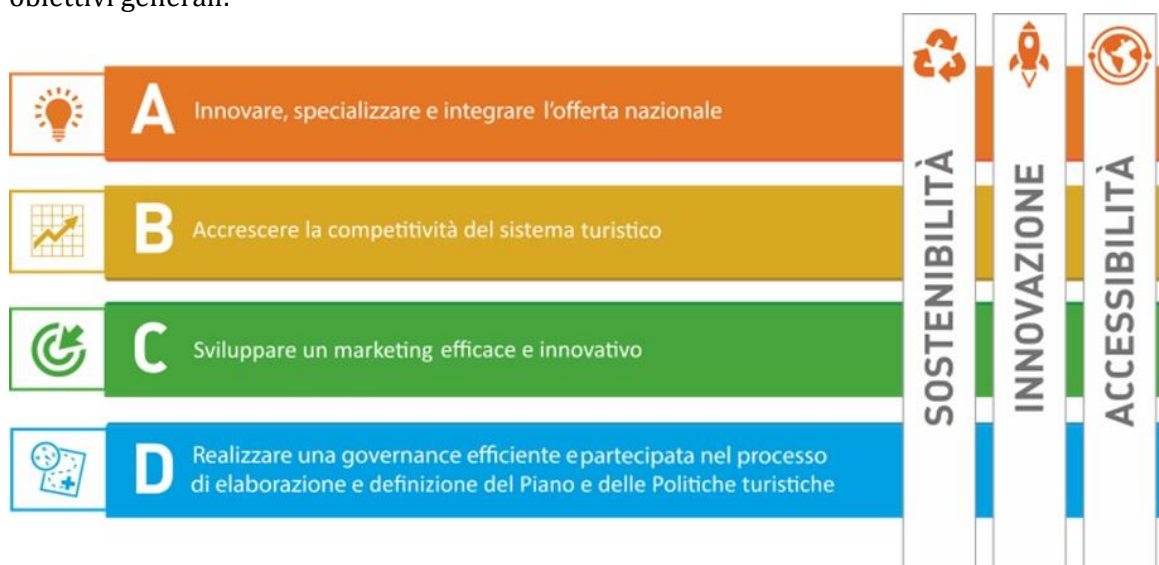 obiettivi generali:
A
Innovare, specializzare e integrare l'offerta nazionale
B
Accrescere la competitività del sistema turistico
C
Sviluppare un marketing efficace e innovativo
D
Realizzare una governance efficiente e partecipata nel processo
di elaborazione e definizione del Piano e delle Politiche turistiche
SOSTENIBILITÀ
INNOVAZIONE
ACCESSIBILITÀ